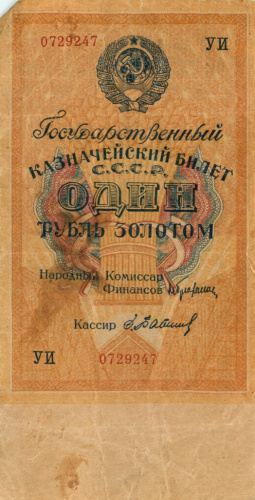 0729247 УИ
Государственный
КАЗНАЧЕЙСКИЙ БИЛЕТ
С.С.С.Р.
ОДИН
РУБЛЬ ЗОЛОТОМ
Народный Комиссар
Финансов
Кассир
УИ 0729247